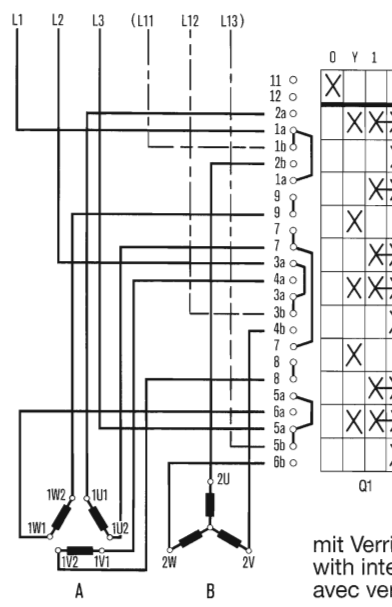 L1 L2 L3 (L11 L12 L13)
0 Y 1
11
12
2a
1a
1b
2b
1a
9
9
7
7
3a
4a
3a
3b
4b
7
8
8
5a
6a
5a
5b
6b
Q1
1W2 1U1 2U
1W1 1U2
1V2 1V1 2W 2V
A B
mit Verri
with inte
avec ver